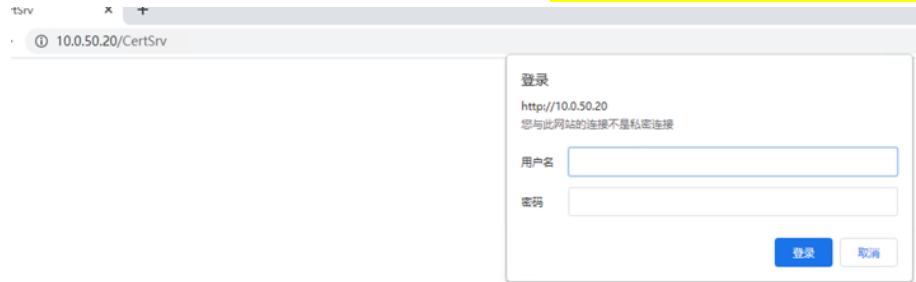 10.0.50.20/CertSrv
登录
http://10.0.50.20
您与此网站的连接不是私密连接
用户名
密码
登录 取消